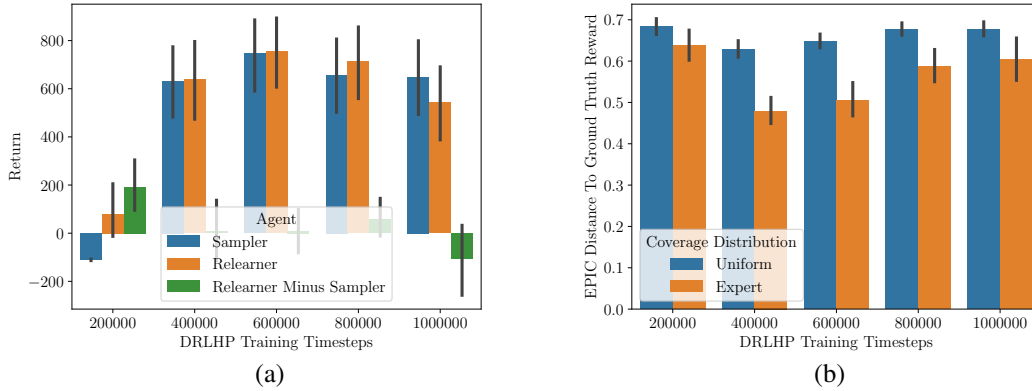 800
600
400
200
0
−200
Return
Agent
Sampler
Relearner
Relearner Minus Sampler
200000 400000 600000 800000 1000000
DRLHP Training Timesteps
(a)
0.7
0.6
0.5
0.4
0.3
0.2
0.1
0.0
EPIC Distance To Ground Truth Reward
Coverage Distribution
Uniform
Expert
200000 400000 600000 800000 1000000
DRLHP Training Timesteps
(b)